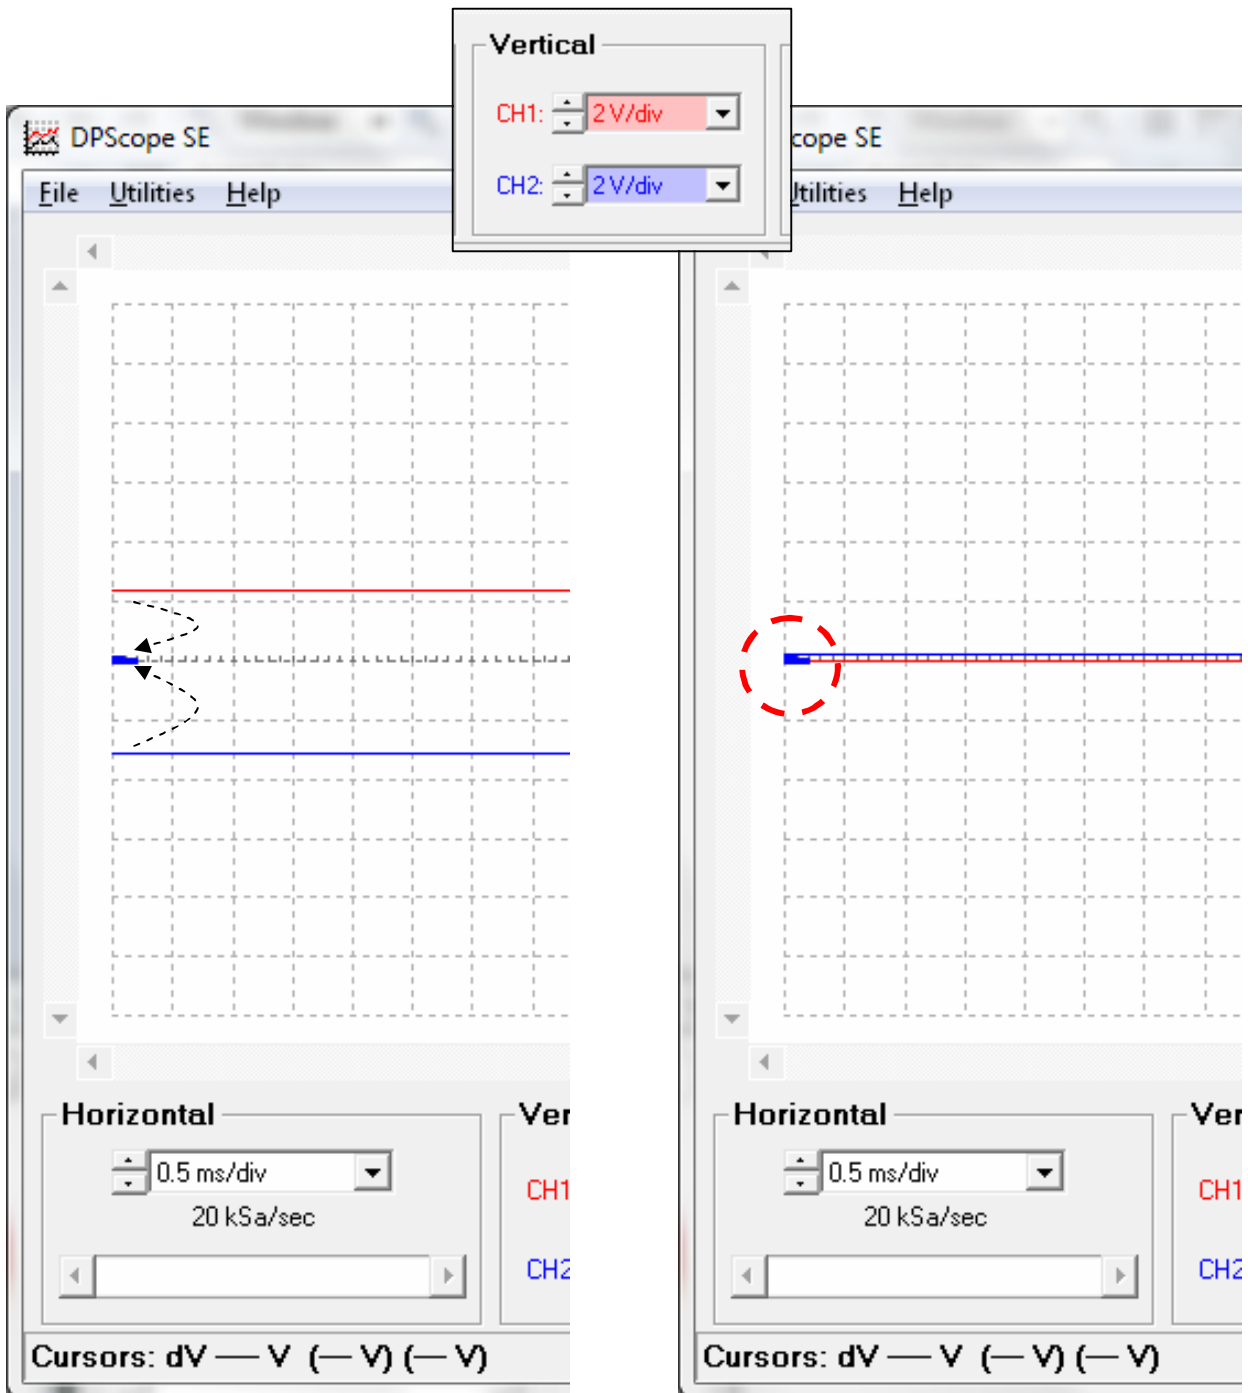 Vertical
CH1: 2 V/div
CH2: 2 V/div
DPScope SE
File Utilities Help
Horizontal
0.5 ms/div
20 kSa/sec
Ver
CH1
CH2
Cursors: dV — V (— V) (— V)
cope SE
Utilities Help
Horizontal
0.5 ms/div
20 kSa/sec
Ver
CH1
CH2
Cursors: dV — V (— V) (— V)